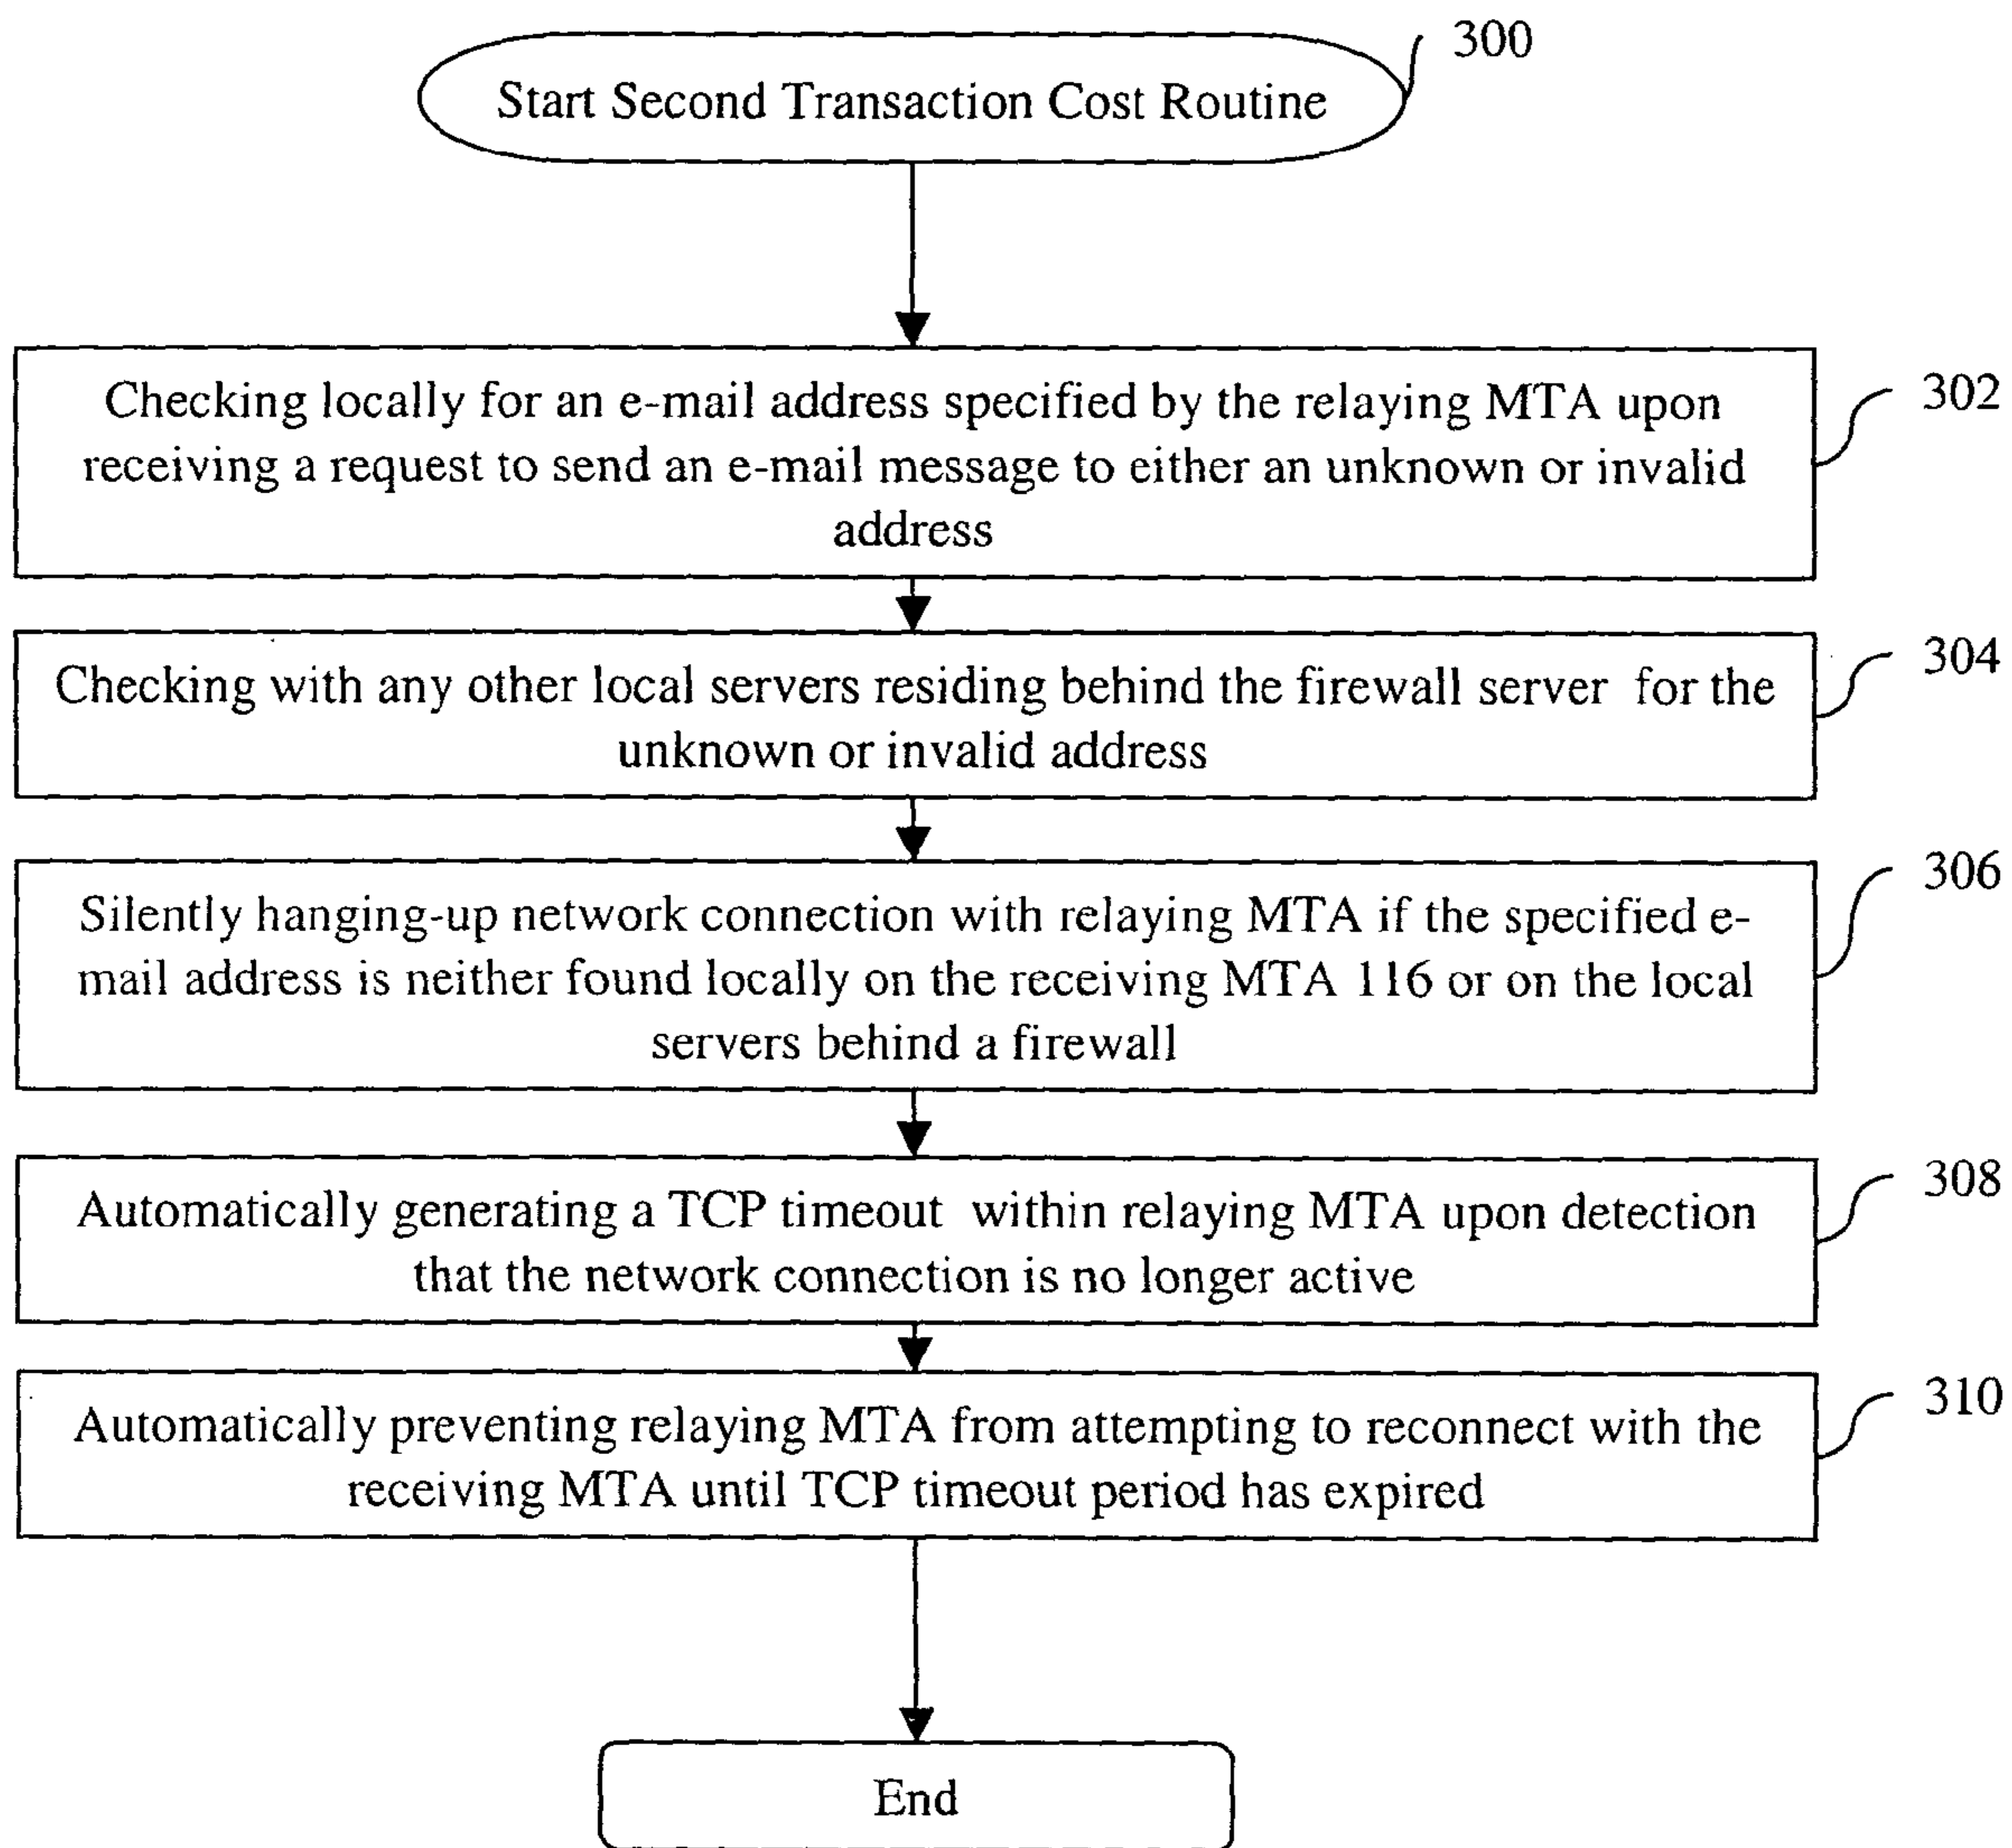 300
Start Second Transaction Cost Routine
Checking locally for an e-mail address specified by the relaying MTA upon
receiving a request to send an e-mail message to either an unknown or invalid
address
302
Checking with any other local servers residing behind the firewall server for the
unknown or invalid address
304
Silently hanging-up network connection with relaying MTA if the specified e-
mail address is neither found locally on the receiving MTA 116 or on the local
servers behind a firewall
306
Automatically generating a TCP timeout within relaying MTA upon detection
that the network connection is no longer active
308
Automatically preventing relaying MTA from attempting to reconnect with the
receiving MTA until TCP timeout period has expired
310
End